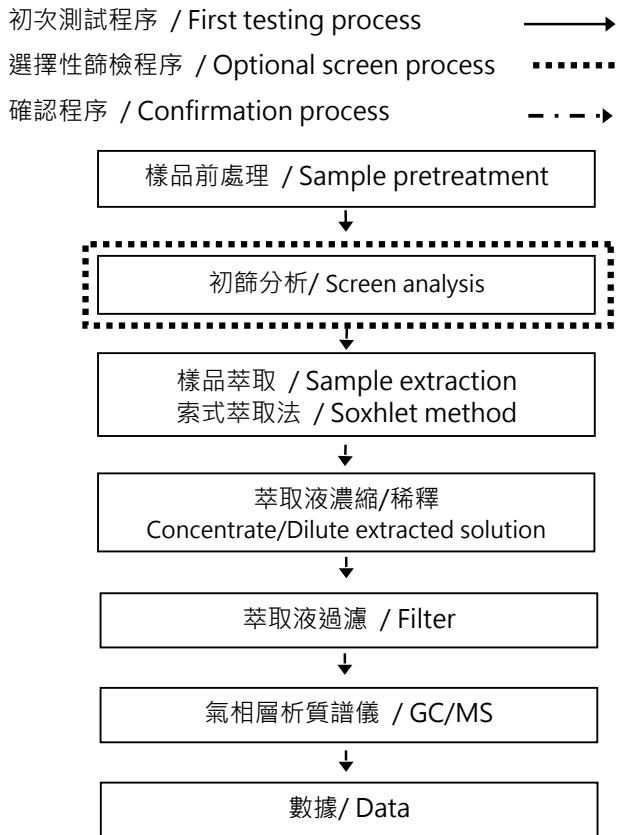 初次測試程序 / First testing process
選擇性篩檢程序 / Optional screen process
確認程序 / Confirmation process
樣品前處理 / Sample pretreatment
初篩分析/ Screen analysis
樣品萃取 / Sample extraction
索式萃取法 / Soxhlet method
萃取液濃縮/稀釋
Concentrate/Dilute extracted solution
萃取液過濾 / Filter
氣相層析質譜儀 / GC/MS
數據/ Data